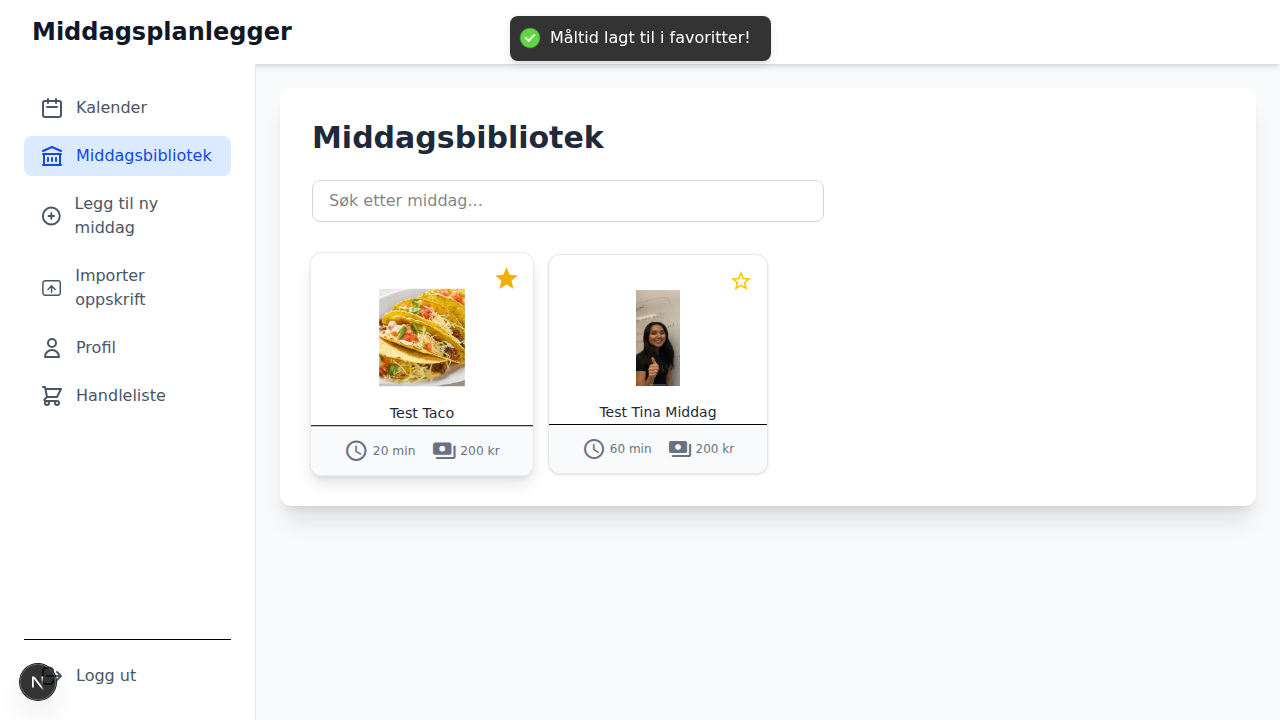 Middagsplanlegger
Måltid lagt til i favoritter!
Kalender
Middagsbibliotek
Legg til ny
middag
Importer
oppskrift
Profil
Handleliste
N
Logg ut
Middagsbibliotek
Søk etter middag...
Test Taco
20 min 200 kr
Test Tina Middag
60 min 200 kr